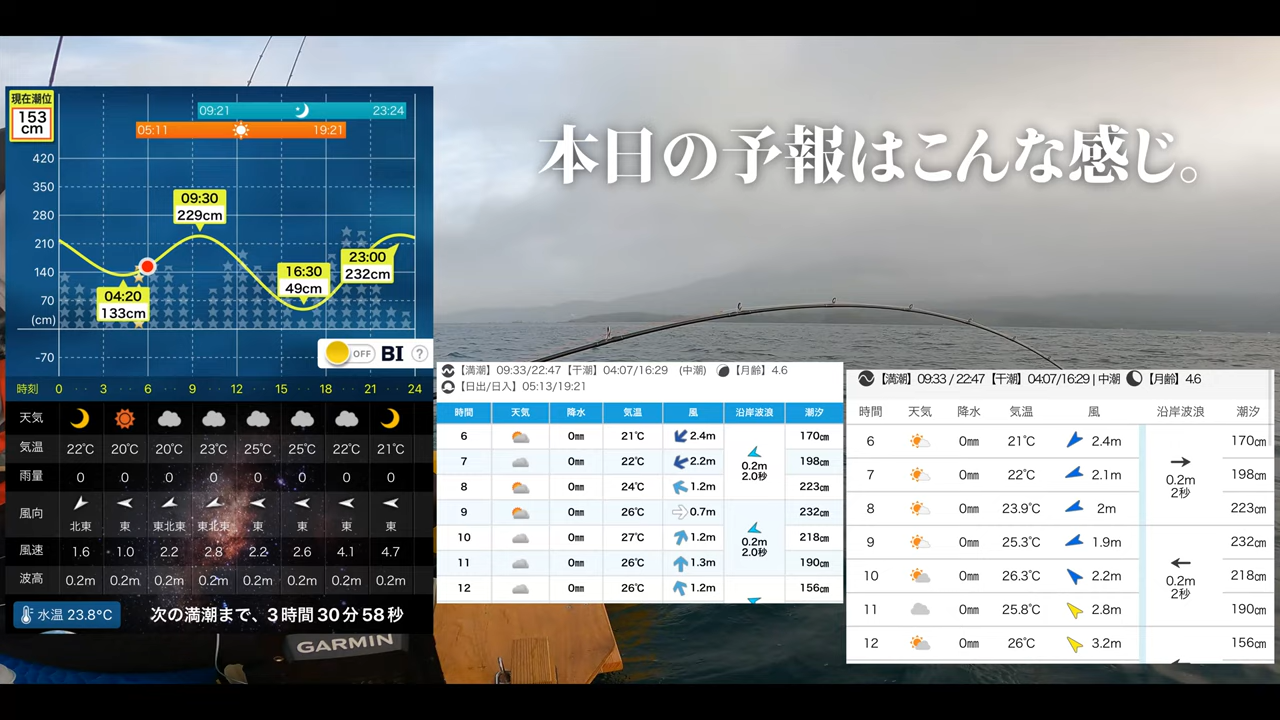 本日の予報はこんな感じ。
現在潮位
153
cm
09:21 23:24
05:11 19:21
420
350
280
210
140
70
(cm)
-70
09:30
229cm
04:20
133cm
16:30
49cm
23:00
232cm
OFF BI ?
時刻 0 3 6 9 12 15 18 21 24
天気
気温 22℃ 20℃ 20℃ 23℃ 25℃ 25℃ 22℃ 21℃
雨量 0 0 0 0 0 0 0 0
風向 北東 東 東北東 東北東 東 東 東 東
風速 1.6 1.0 2.2 2.8 2.2 2.6 4.1 4.7
波高 0.2m 0.2m 0.2m 0.2m 0.2m 0.2m 0.2m 0.2m
水温 23.8°C 次の満潮まで、3時間30分58秒
GARMIN
【満潮】09:33/22:47【干潮】04:07/16:29 (中潮) 【月齢】4.6
【日出/日入】05:13/19:21
時間 天気 降水 気温 風 沿岸波浪 潮汐
6 0mm 21℃ 2.4m 170cm
7 0mm 22℃ 2.2m 198cm
0.2m
2.0秒
8 0mm 24℃ 1.2m 223cm
9 0mm 26℃ 0.7m 232cm
10 0mm 27℃ 1.2m 218cm
0.2m
2.0秒
11 0mm 26℃ 1.3m 190cm
12 0mm 26℃ 1.2m 156cm
【満潮】09:33 / 22:47【干潮】04:07/16:29 | 中潮 【月齢】4.6
時間 天気 降水 気温 風 沿岸波浪 潮汐
6 0mm 21℃ 2.4m 170cm
7 0mm 22℃ 2.1m 198cm
0.2m
2秒
8 0mm 23.9℃ 2m 223cm
9 0mm 25.3℃ 1.9m 232cm
10 0mm 26.3℃ 2.2m 218cm
0.2m
2秒
11 0mm 25.8℃ 2.8m 190cm
12 0mm 26℃ 3.2m 156cm